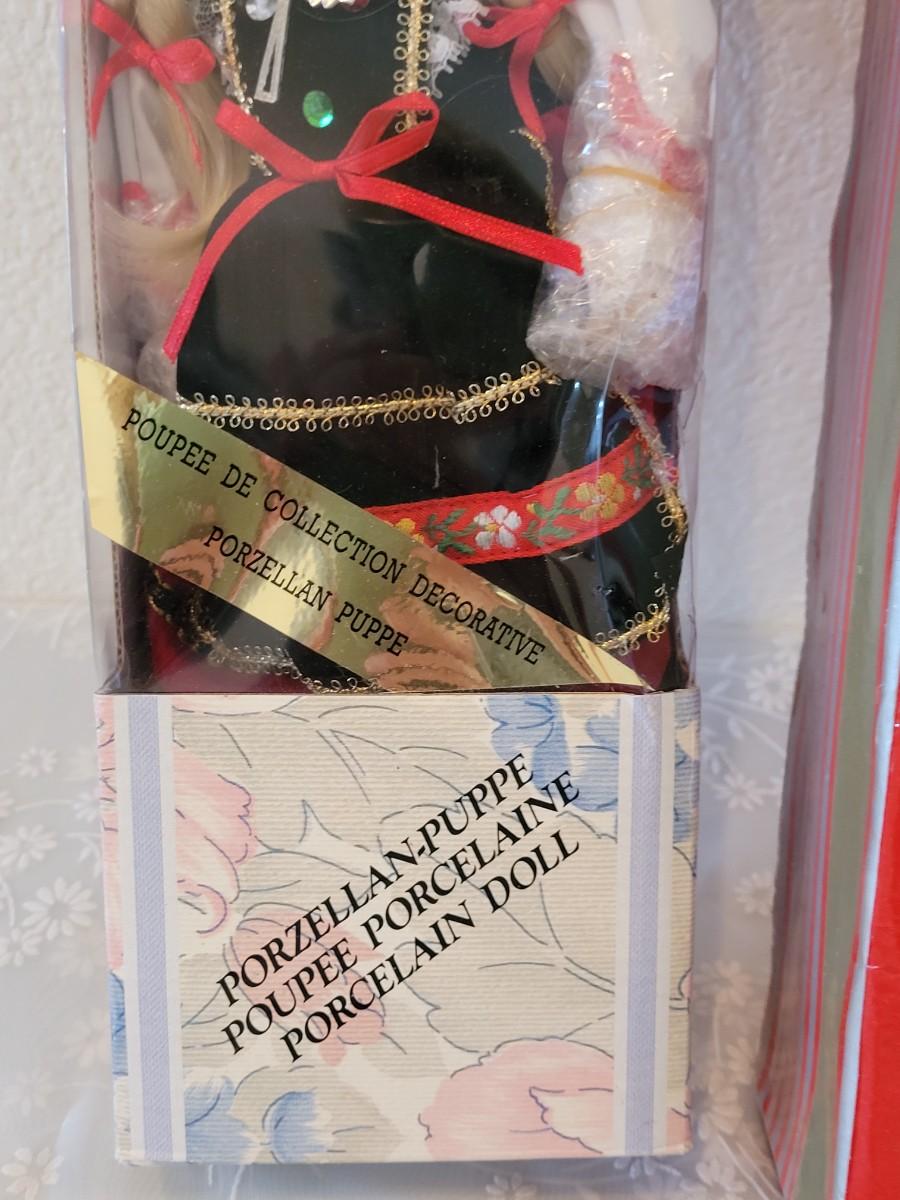 POUPEE DE COLLECTION DECORATIVE
PORZELLAN PUPPE
PORZELLAN-PUPPE
POUPEE PORCELAINE
PORCELAIN DOLL